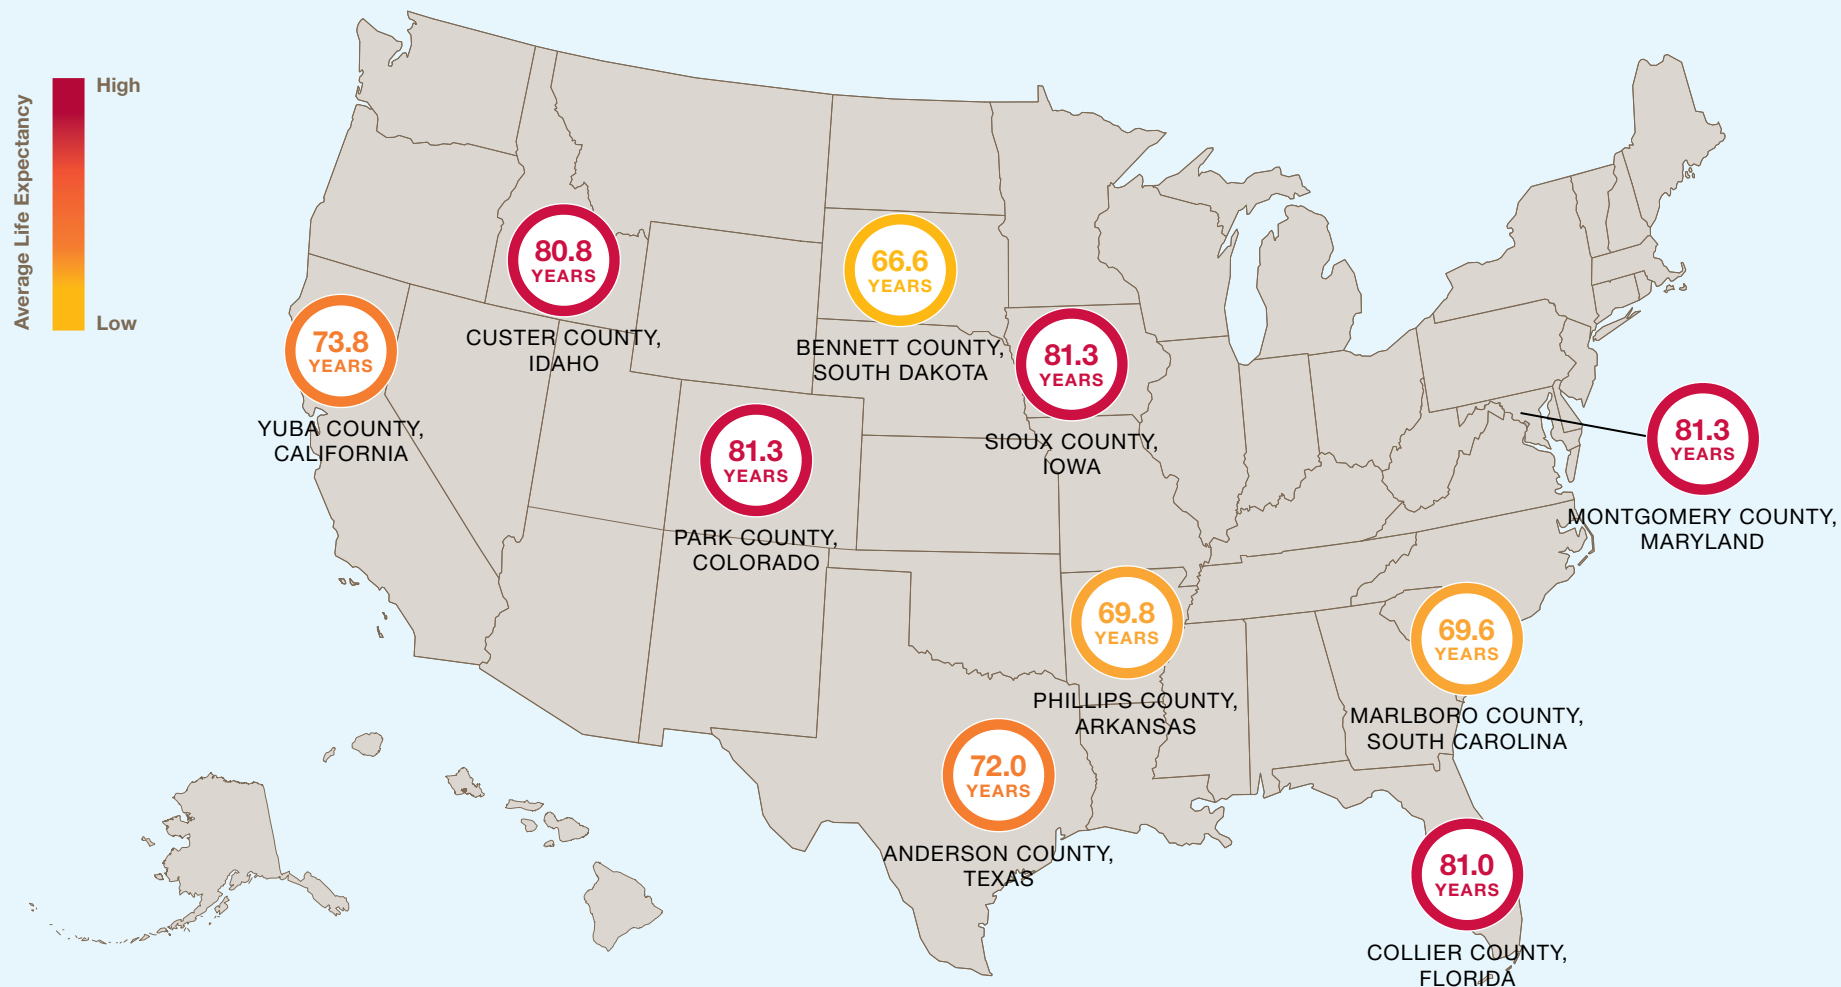 High
Average Life Expectancy
Low
80.8
YEARS
CUSTER COUNTY,
IDAHO
66.6
YEARS
BENNETT COUNTY,
SOUTH DAKOTA
73.8
YEARS
YUBA COUNTY,
CALIFORNIA
81.3
YEARS
SIOUX COUNTY,
IOWA
81.3
YEARS
PARK COUNTY,
COLORADO
81.3
YEARS
MONTGOMERY COUNTY,
MARYLAND
69.8
YEARS
PHILLIPS COUNTY,
ARKANSAS
69.6
YEARS
MARLBORO COUNTY,
SOUTH CAROLINA
72.0
YEARS
ANDERSON COUNTY,
TEXAS
81.0
YEARS
COLLIER COUNTY,
FLORIDA